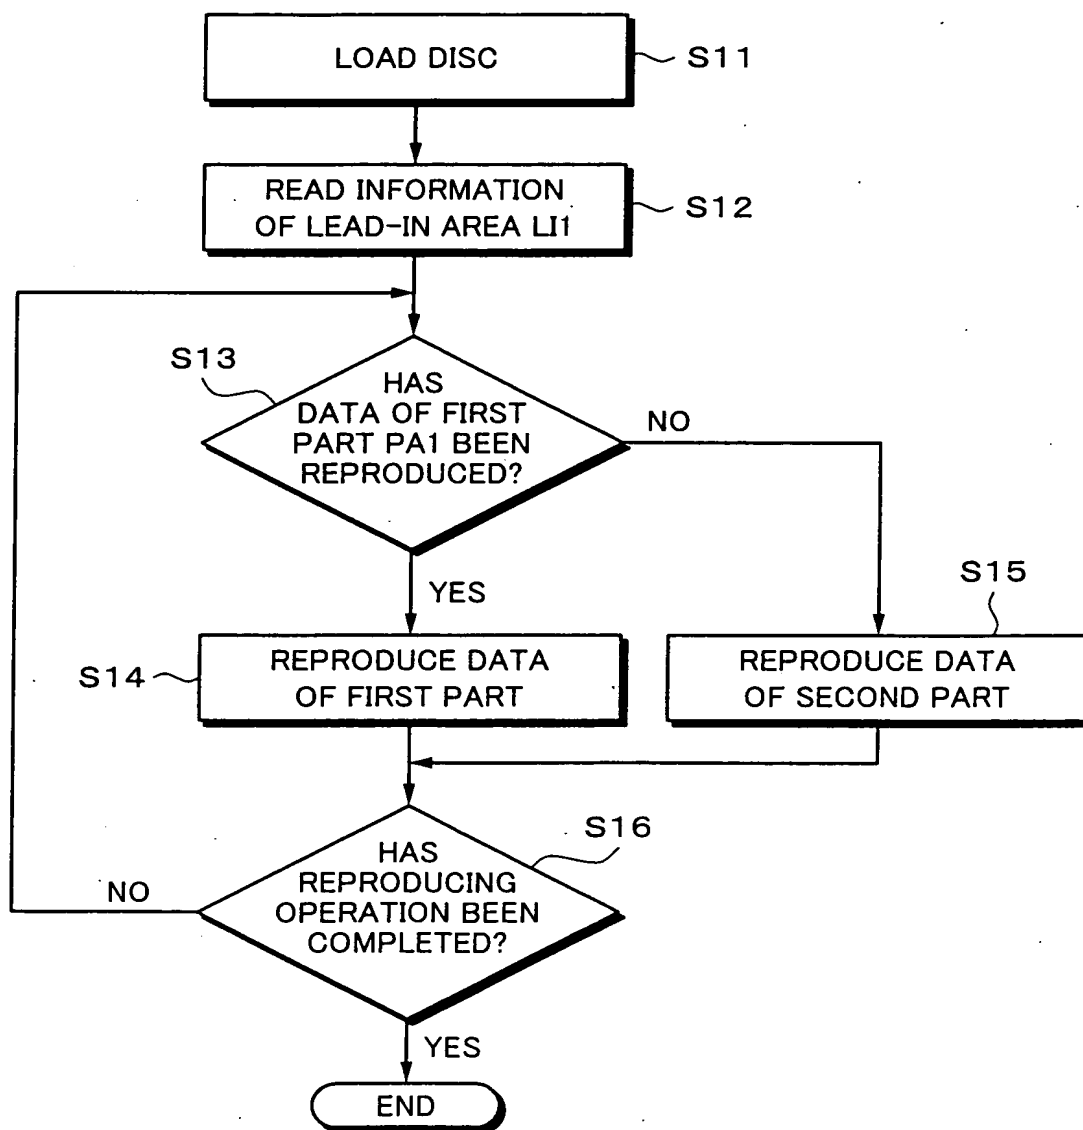 LOAD DISC
S11
READ INFORMATION
OF LEAD-IN AREA LI1
S12
S13
HAS
DATA OF FIRST
PART PA1 BEEN
REPRODUCED?
NO
YES
S15
S14
REPRODUCE DATA
OF FIRST PART
REPRODUCE DATA
OF SECOND PART
S16
HAS
REPRODUCING
OPERATION BEEN
COMPLETED?
NO
YES
END